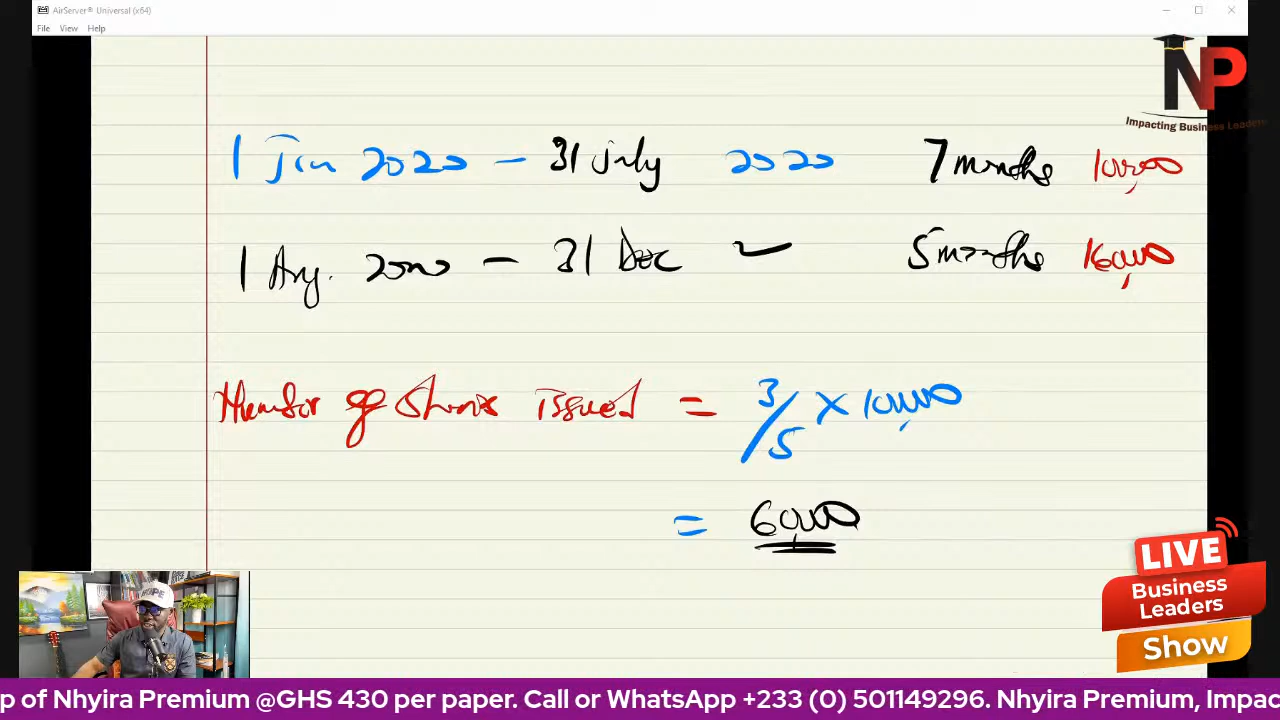 AirServer® Universal (x64)
File View Help
NP
Impacting Business Leaders
1 Jan 2020 – 31 July 2020 7 months 10,000
1 Aug. 2020 – 31 Dec 5 months 16,000
Number of Shares issued = 3/5 × 10,000
= 6,000
HOPE
LIVE
Business
Leaders
Show
p of Nhyira Premium @GHS 430 per paper. Call or WhatsApp +233 (0) 501149296. Nhyira Premium, Impac